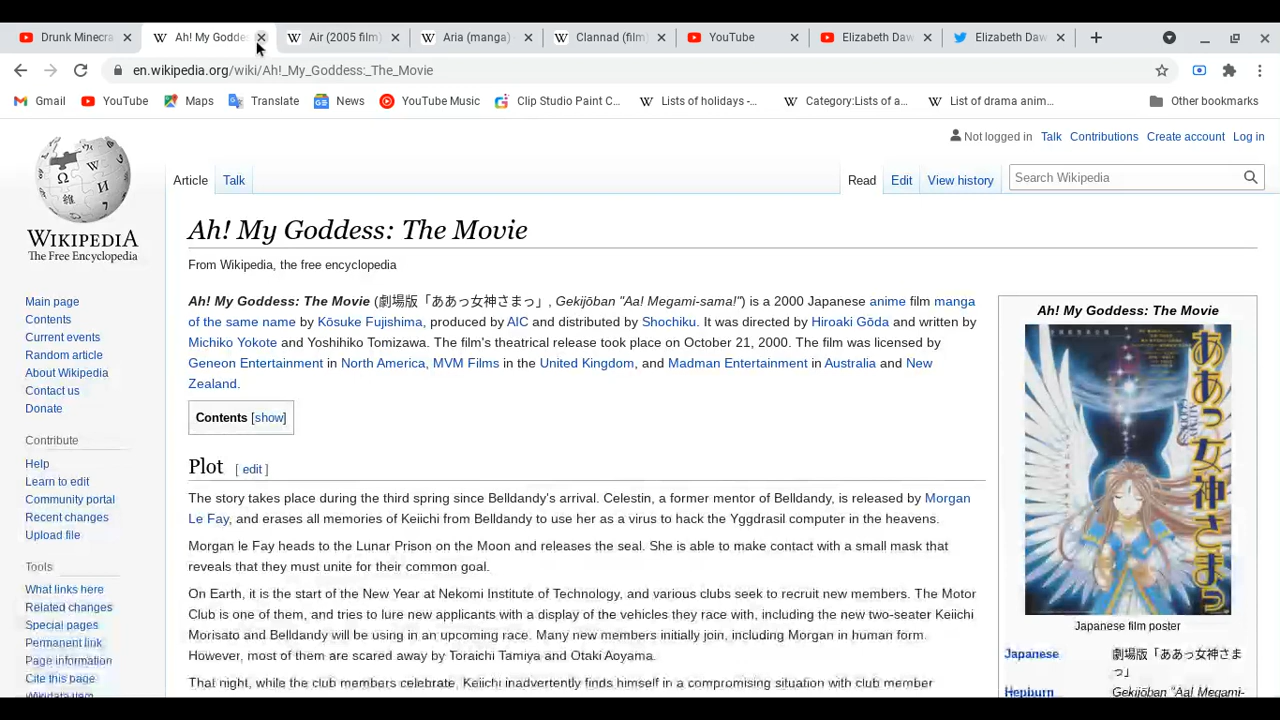 Drunk Minecra
Ah! My Goddes
Air (2005 film)
Aria (manga)
Clannad (film)
YouTube
Elizabeth Daw
Elizabeth Daw
en.wikipedia.org/wiki/Ah!_My_Goddess:_The_Movie
Gmail
YouTube
Maps
Translate
News
YouTube Music
Clip Studio Paint C...
Lists of holidays -...
Category:Lists of a...
List of drama anim...
Other bookmarks
Not logged in Talk Contributions Create account Log in
Article Talk
Read Edit View history
Search Wikipedia
WIKIPEDIA
The Free Encyclopedia
Main page
Contents
Current events
Random article
About Wikipedia
Contact us
Donate
Contribute
Help
Learn to edit
Community portal
Recent changes
Upload file
Tools
What links here
Related changes
Special pages
Permanent link
Page information
Cite this page
Wikidata item
Ah! My Goddess: The Movie
From Wikipedia, the free encyclopedia
Ah! My Goddess: The Movie (劇場版「ああっ女神さまっ」, Gekijōban "Aa! Megami-sama!") is a 2000 Japanese anime film manga
of the same name by Kōsuke Fujishima, produced by AIC and distributed by Shochiku. It was directed by Hiroaki Gōda and written by
Michiko Yokote and Yoshihiko Tomizawa. The film's theatrical release took place on October 21, 2000. The film was licensed by
Geneon Entertainment in North America, MVM Films in the United Kingdom, and Madman Entertainment in Australia and New
Zealand.
Contents [show]
Plot [ edit ]
The story takes place during the third spring since Belldandy's arrival. Celestin, a former mentor of Belldandy, is released by Morgan
Le Fay, and erases all memories of Keiichi from Belldandy to use her as a virus to hack the Yggdrasil computer in the heavens.
Morgan le Fay heads to the Lunar Prison on the Moon and releases the seal. She is able to make contact with a small mask that
reveals that they must unite for their common goal.
On Earth, it is the start of the New Year at Nekomi Institute of Technology, and various clubs seek to recruit new members. The Motor
Club is one of them, and tries to lure new applicants with a display of the vehicles they race with, including the new two-seater Keiichi
Morisato and Belldandy will be using in an upcoming race. Many new members initially join, including Morgan in human form.
However, most of them are scared away by Toraichi Tamiya and Otaki Aoyama.
That night, while the club members celebrate, Keiichi inadvertently finds himself in a compromising situation with club member
Ah! My Goddess: The Movie
ああっ女神さまっ
Japanese film poster
Japanese 劇場版「ああっ女神さま
っ」
Hepburn Gekijōban "Aa! Megami-